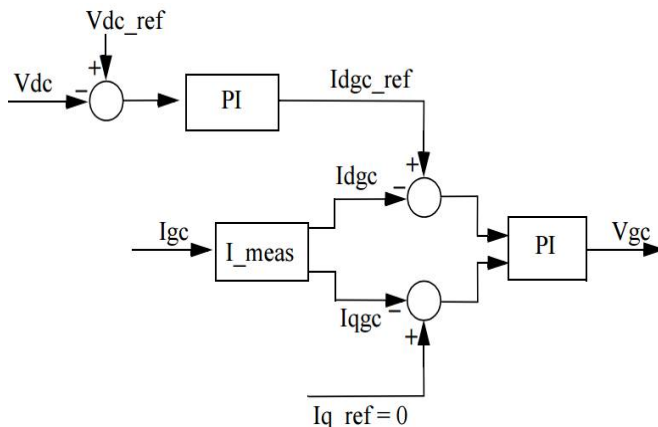 Vdc_ref
+
Vdc
−
PI
Idgc_ref
+
Idgc
−
Igc
I_meas
PI
Vgc
Iqgc
−
+
Iq_ref = 0